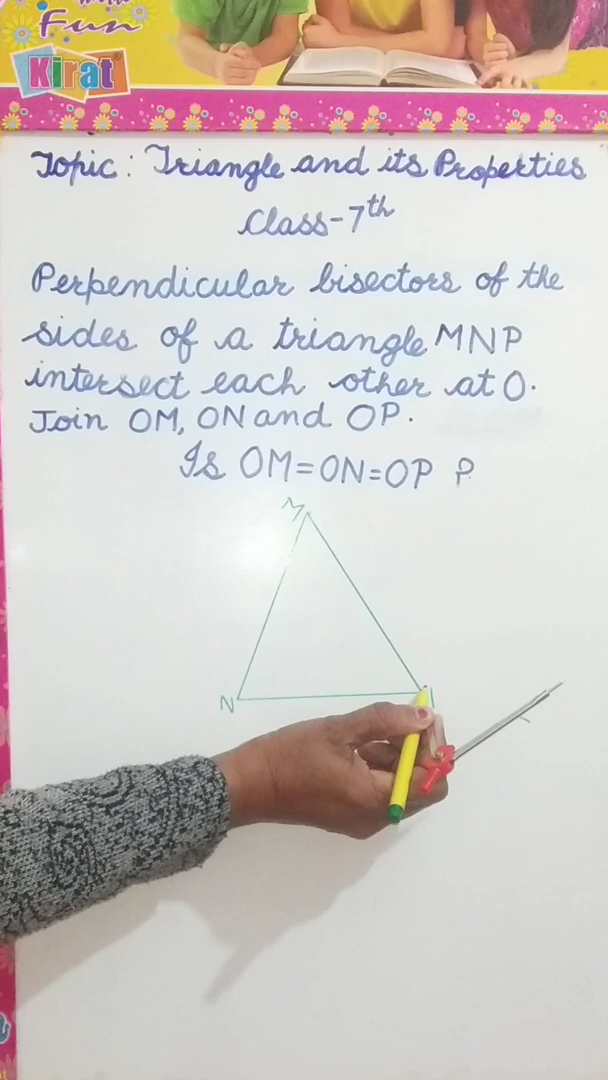 with
Fun
Kirat
Topic: Triangle and its Properties
Class-7th
Perpendicular bisectors of the
sides of a triangle MNP
intersect each other at O.
Join OM, ON and OP.
Is OM=ON=OP ?
M
N